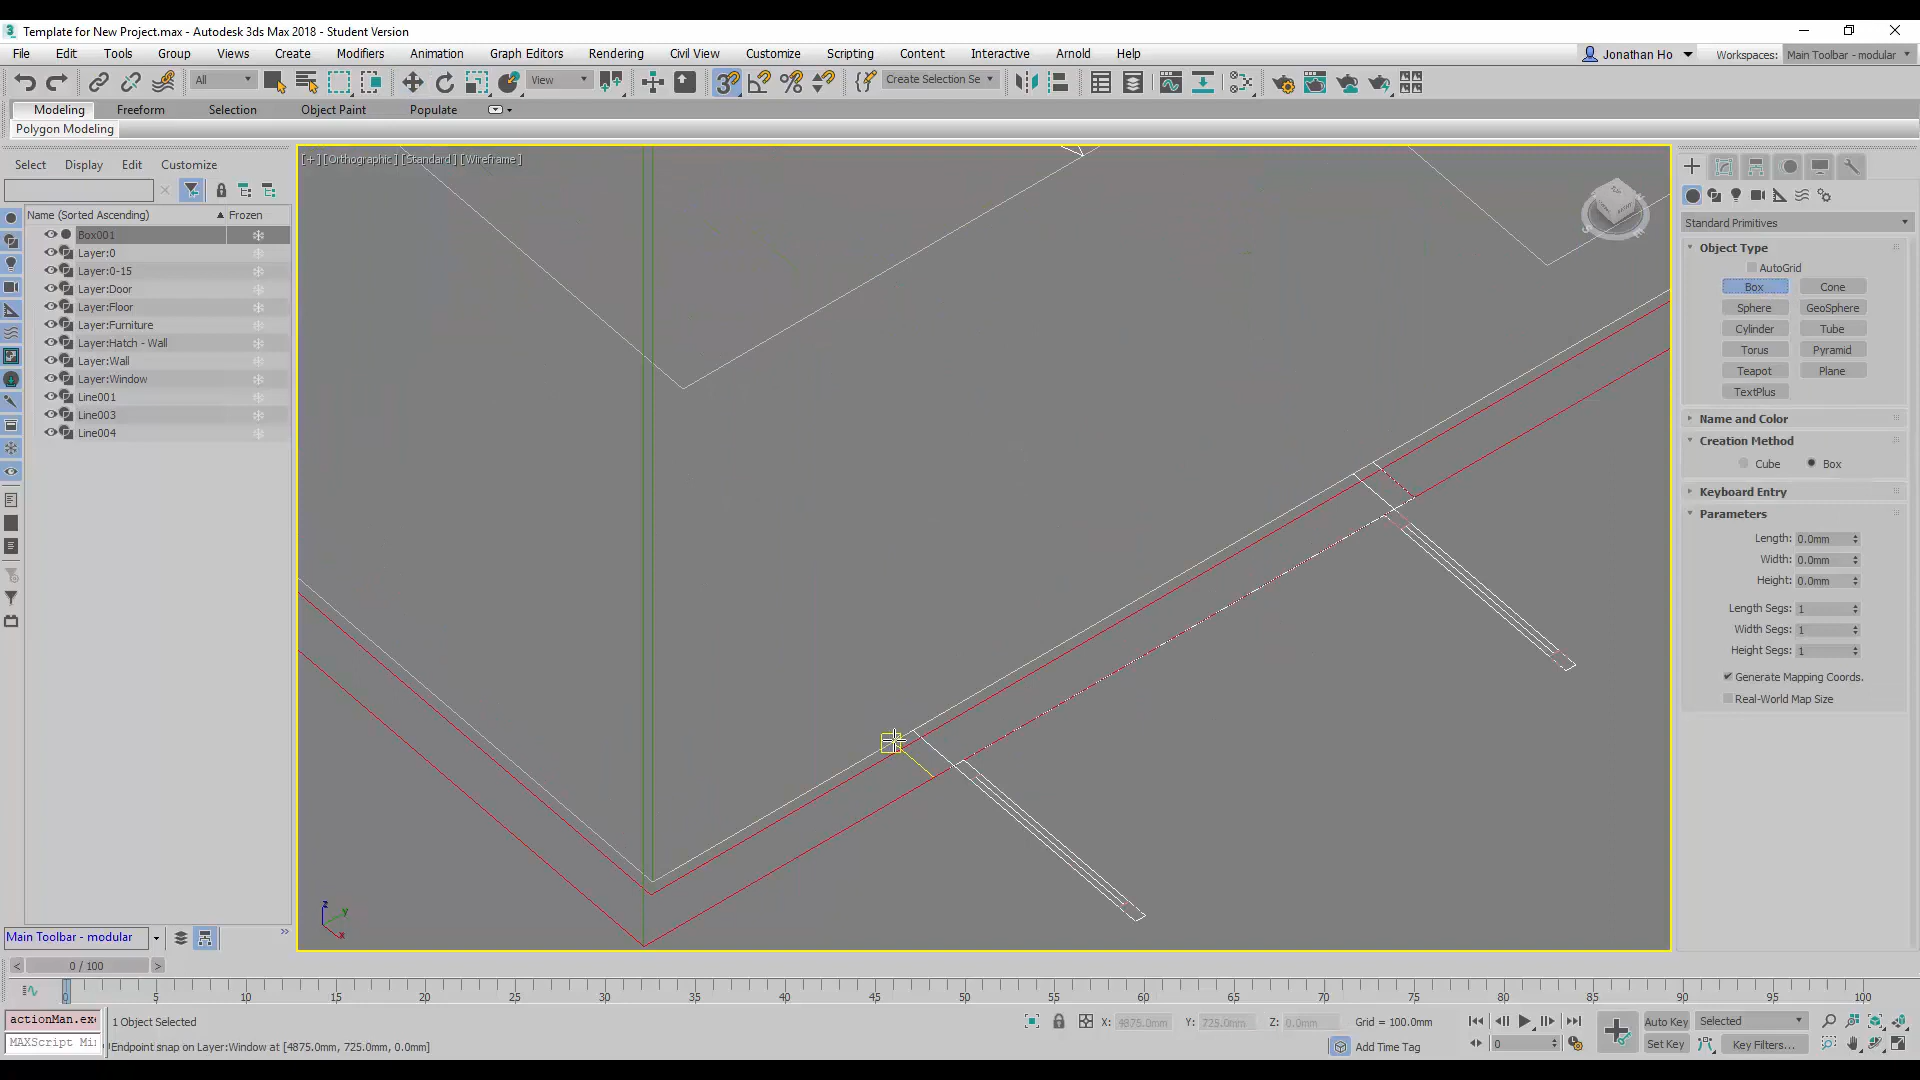 Template for New Project.max - Autodesk 3ds Max 2018 - Student Version
File Edit Tools Group Views Create Modifiers Animation Graph Editors Rendering Civil View Customize Scripting Content Interactive Arnold Help Jonathan Ho Workspaces: Main Toolbar - modular
All View Create Selection Se
Modeling Freeform Selection Object Paint Populate
Polygon Modeling
Select Display Edit Customize
[+] [Orthographic] [Standard] [Wireframe]
Name (Sorted Ascending) Frozen
Box001
Layer:0
Layer:0-15
Layer:Door
Layer:Floor
Layer:Furniture
Layer:Hatch - Wall
Layer:Wall
Layer:Window
Line001
Line003
Line004
Standard Primitives
Object Type
AutoGrid
Box Cone
Sphere GeoSphere
Cylinder Tube
Torus Pyramid
Teapot Plane
TextPlus
Name and Color
Creation Method
Cube Box
Keyboard Entry
Parameters
Length: 0.0mm
Width: 0.0mm
Height: 0.0mm
Length Segs: 1
Width Segs: 1
Height Segs: 1
Generate Mapping Coords.
Real-World Map Size
z
y
x
Main Toolbar - modular
0 / 100
0 5 10 15 20 25 30 35 40 45 50 55 60 65 70 75 80 85 90 95 100
actionMan.exe 1 Object Selected X: 4875.0mm Y: 725.0mm Z: 0.0mm Grid = 100.0mm Auto Key Selected
MAXScript Mi Endpoint snap on Layer:Window at [4875.0mm, 725.0mm, 0.0mm] Add Time Tag 0 Set Key Key Filters...